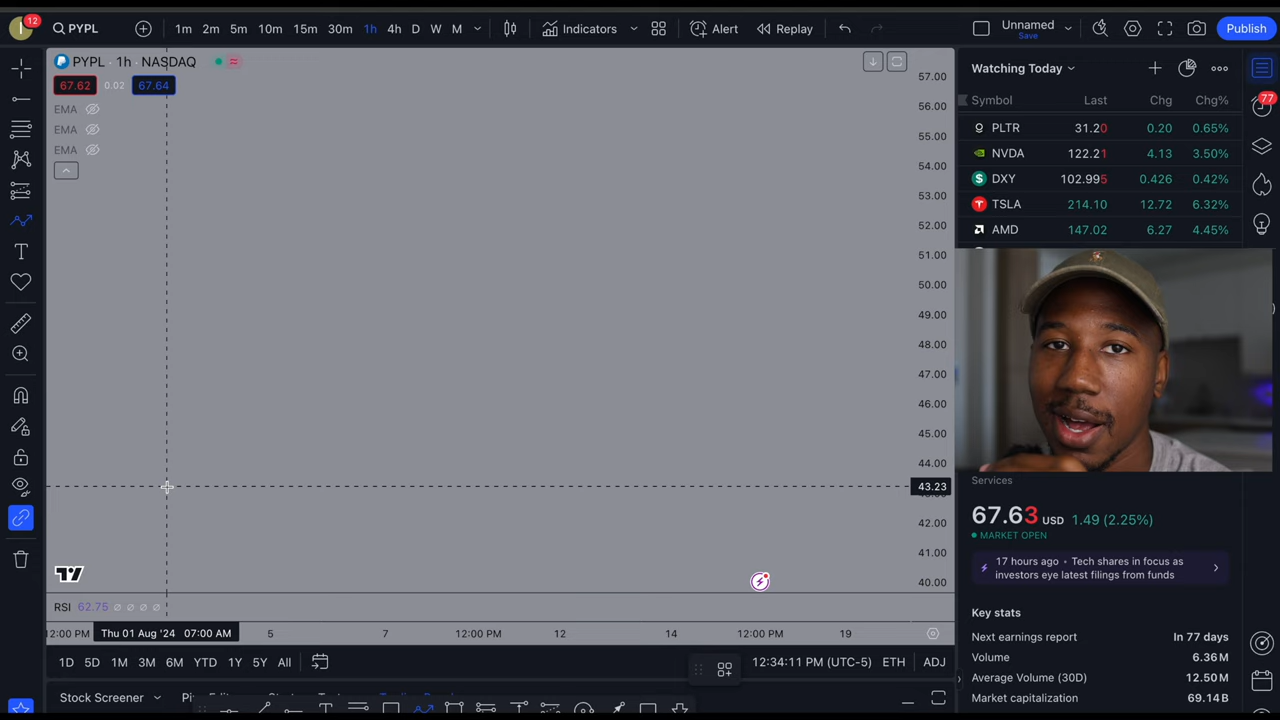 12
PYPL
1m 2m 5m 10m 15m 30m 1h 4h D W M
Indicators
Alert
Replay
Unnamed
Save
Publish
PYPL · 1h · NASDAQ
67.62 0.02 67.64
EMA
EMA
EMA
57.00
56.00
55.00
54.00
53.00
52.00
51.00
50.00
49.00
48.00
47.00
46.00
45.00
44.00
43.23
42.00
41.00
40.00
RSI 62.75
12:00 PM Thu 01 Aug '24 07:00 AM 5 7 12:00 PM 12 14 12:00 PM 19
1D 5D 1M 3M 6M YTD 1Y 5Y All
12:34:11 PM (UTC-5) ETH ADJ
Stock Screener
Watching Today
77
Symbol Last Chg Chg%
PLTR 31.20 0.20 0.65%
NVDA 122.21 4.13 3.50%
DXY 102.995 0.426 0.42%
TSLA 214.10 12.72 6.32%
AMD 147.02 6.27 4.45%
Services
67.63 USD 1.49 (2.25%)
MARKET OPEN
17 hours ago • Tech shares in focus as
investors eye latest filings from funds
Key stats
Next earnings report In 77 days
Volume 6.36M
Average Volume (30D) 12.50M
Market capitalization 69.14B